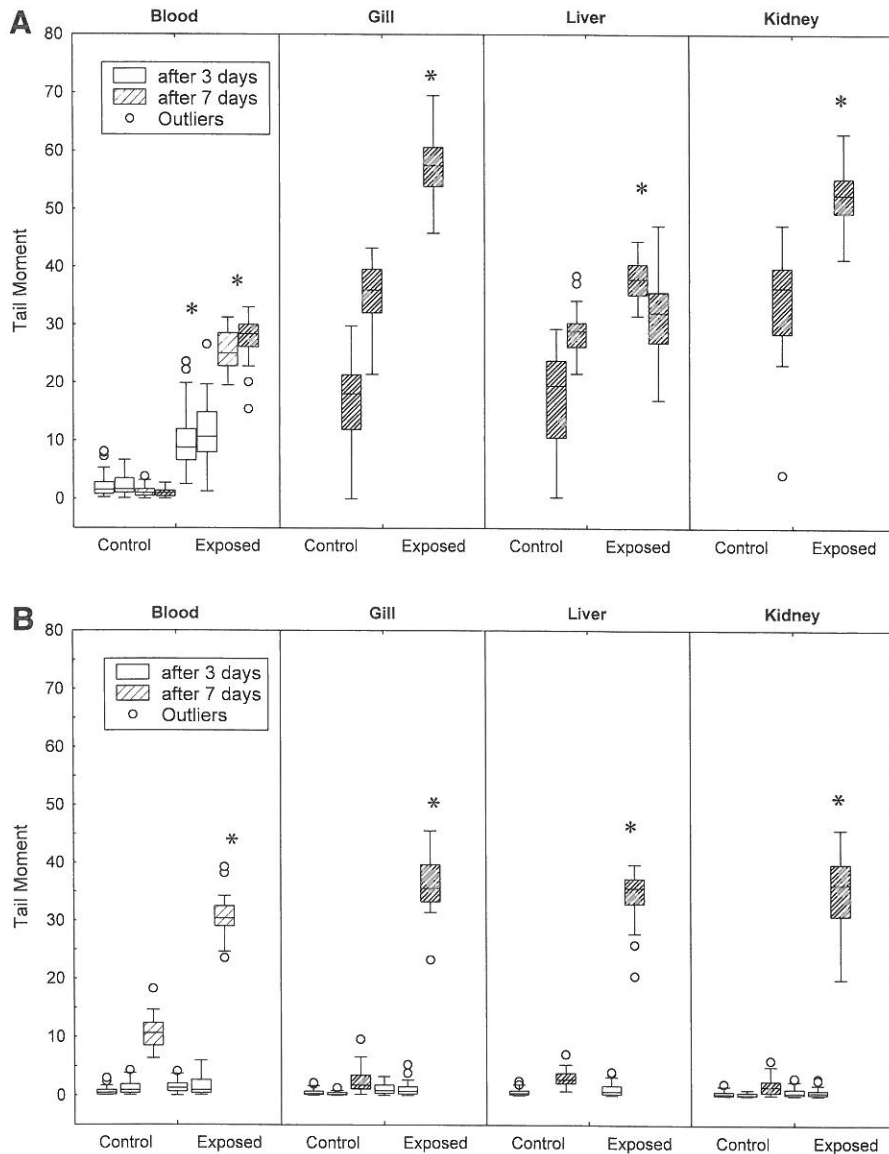 A
Blood Gill Liver Kidney
80
after 3 days
after 7 days
Outliers
70
60
50
40
30
20
10
0
Tail Moment
* * * * *
Control Exposed Control Exposed Control Exposed Control Exposed
B
Blood Gill Liver Kidney
80
after 3 days
after 7 days
Outliers
70
60
50
40
30
20
10
0
Tail Moment
* * * *
Control Exposed Control Exposed Control Exposed Control Exposed